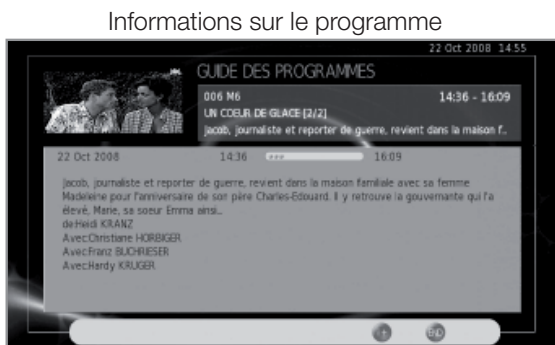 Informations sur le programme
22 Oct 2008 14:55
GUIDE DES PROGRAMMES
006 M6 14:36 - 16:09
UN COEUR DE GLACE [2/2]
Jacob, journaliste et reporter de guerre, revient dans la maison f..
22 Oct 2008 14:36 16:09
Jacob, journaliste et reporter de guerre, revient dans la maison familiale avec sa femme
Madeleine pour l'anniversaire de son père Charles-Edouard. Il y retrouve la gouvernante qui l'a
élevé, Marie, sa soeur Emma ainsi..
de:Heidi KRANZ
Avec:Christiane HORBIGER
Avec:Franz BUCHRIESER
Avec:Hardy KRUGER
END